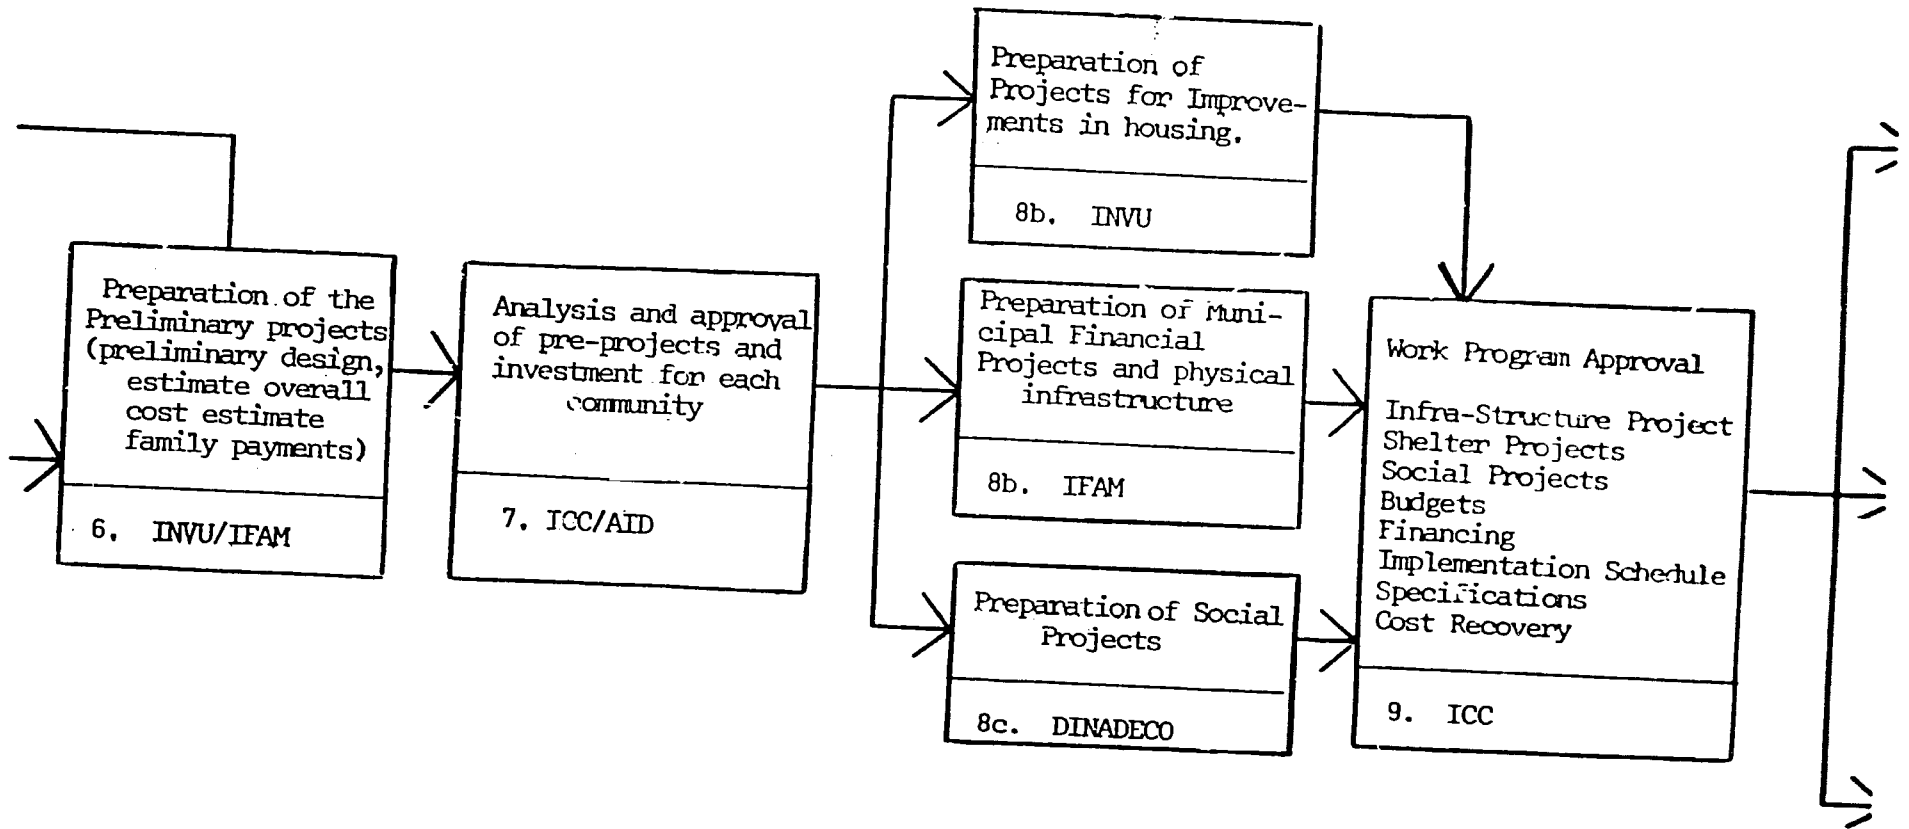 Preparation of the
Preliminary projects
(preliminary design,
estimate overall
cost estimate
family payments)
6. INVU/IFAM
Analysis and approval
of pre-projects and
investment for each
community
7. ICC/AID
Preparation of
Projects for Improve-
ments in housing.
8b. INVU
Preparation of Muni-
cipal Financial
Projects and physical
infrastructure
8b. IFAM
Preparation of Social
Projects
8c. DINADECO
Work Program Approval
Infra-Structure Project
Shelter Projects
Social Projects
Budgets
Financing
Implementation Schedule
Specifications
Cost Recovery
9. ICC